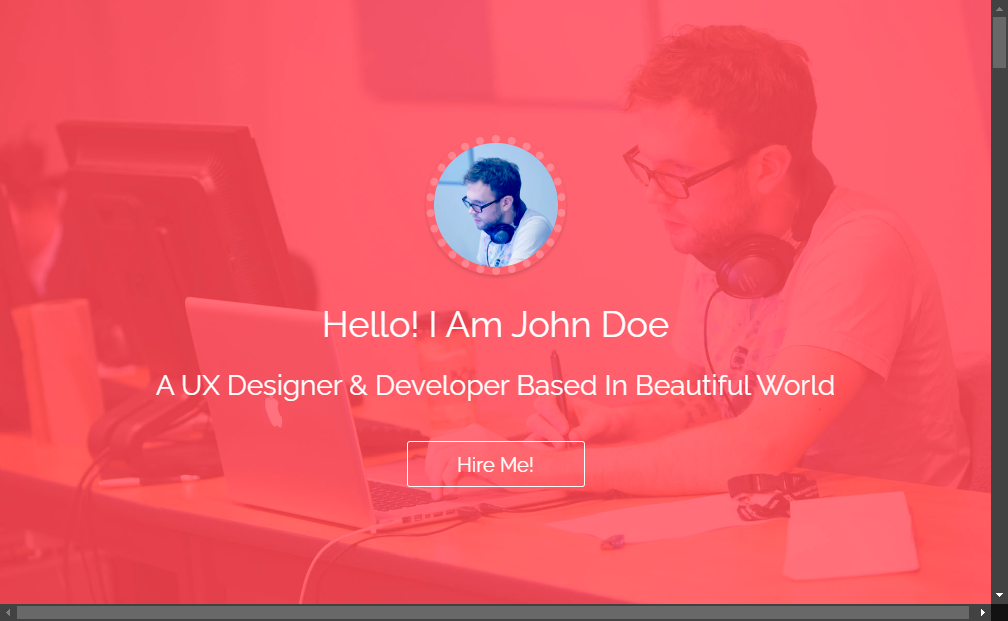 Hello! I Am John Doe
A UX Designer & Developer Based In Beautiful World
Hire Me!